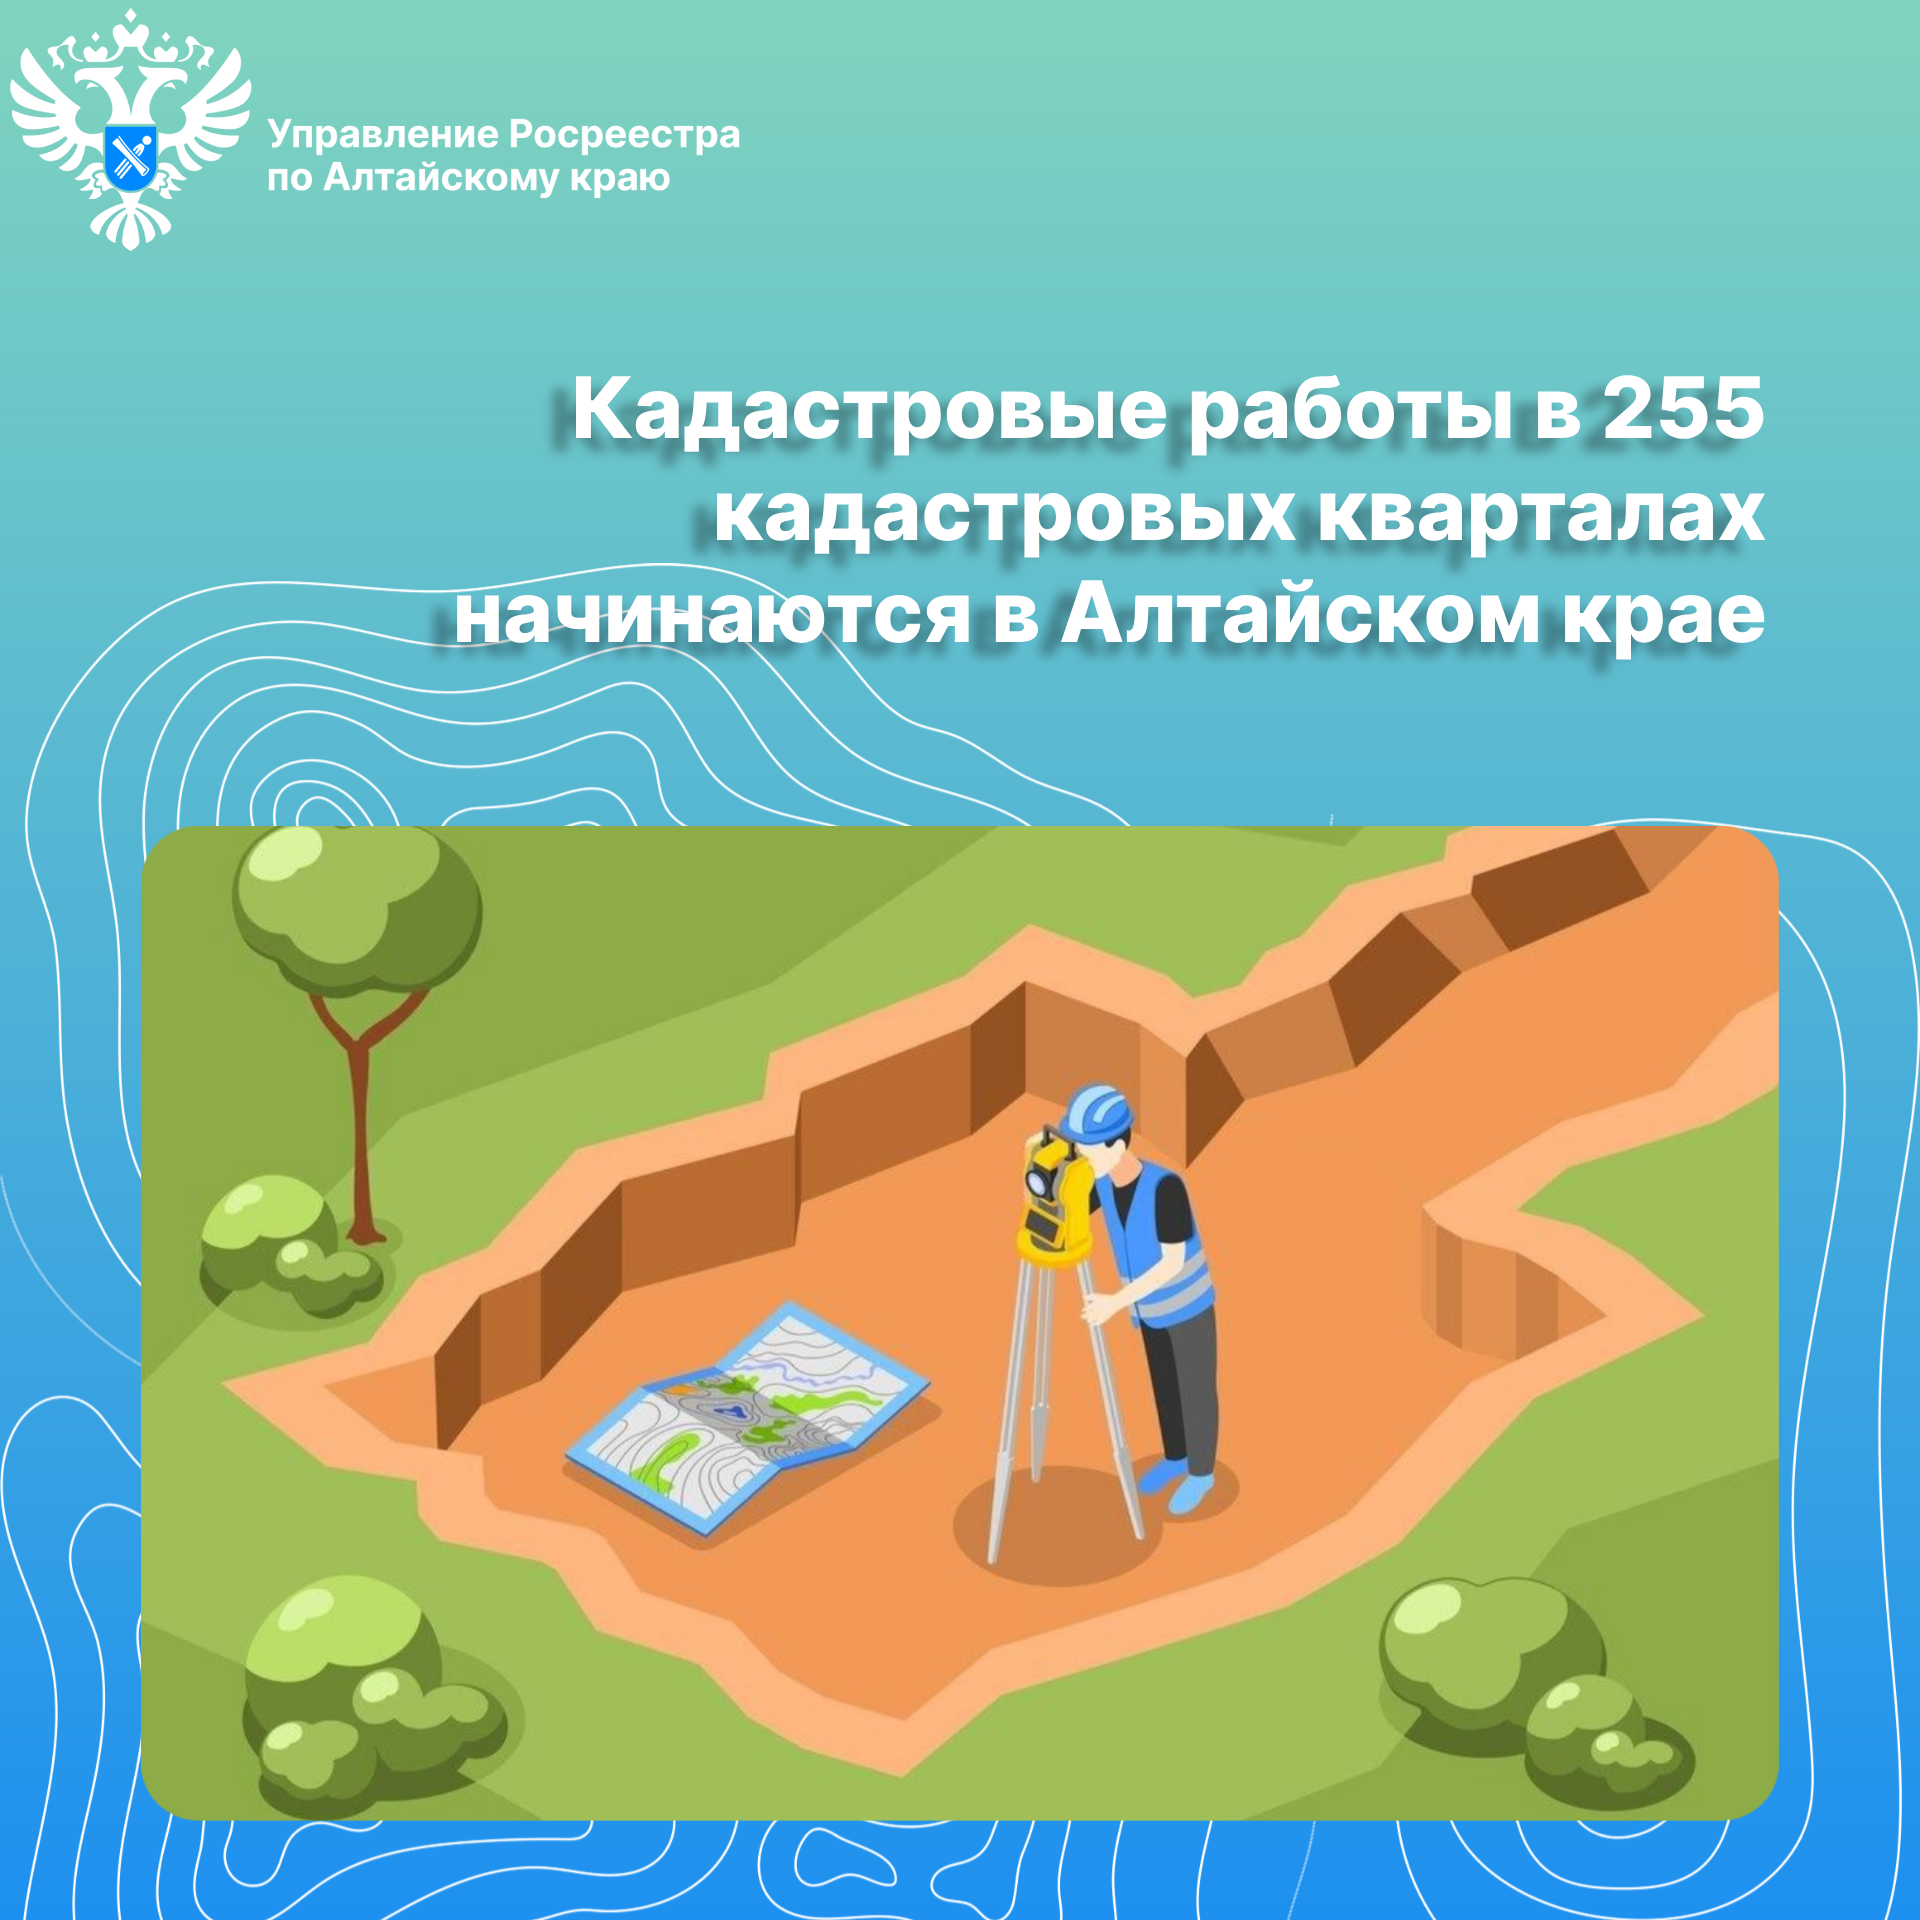 Управление Росреестра
по Алтайскому краю
Кадастровые работы в 255
кадастровых кварталах
начинаются в Алтайском крае